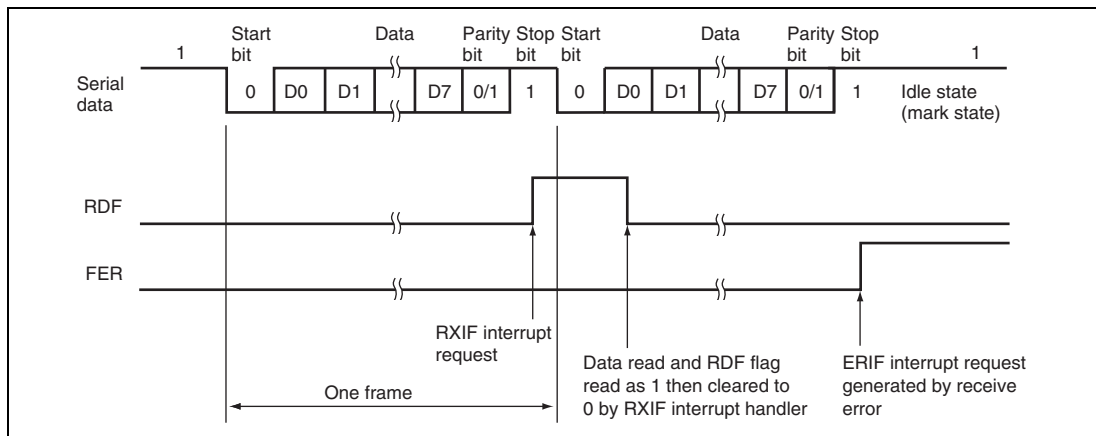 1
Start bit
Data
Parity bit
Stop bit
Start bit
Data
Parity bit
Stop bit
1
Serial data
0
D0
D1
D7
0/1
1
0
D0
D1
D7
0/1
1
Idle state
(mark state)
RDF
FER
RXIF interrupt
request
Data read and RDF flag
read as 1 then cleared to
0 by RXIF interrupt handler
ERIF interrupt request
generated by receive
error
One frame